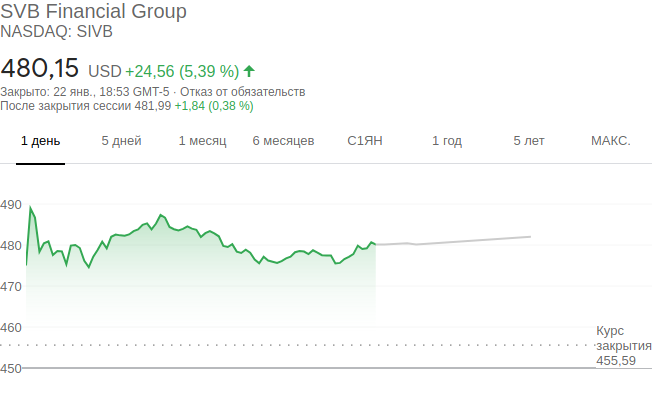 SVB Financial Group
NASDAQ: SIVB
480,15 USD +24,56 (5,39 %)
Закрыто: 22 янв., 18:53 GMT-5 · Отказ от обязательств
После закрытия сессии 481,99 +1,84 (0,38 %)
1 день 5 дней 1 месяц 6 месяцев С1ЯН 1 год 5 лет МАКС.
490
480
470
460
450
Курс
закрытия
455,59